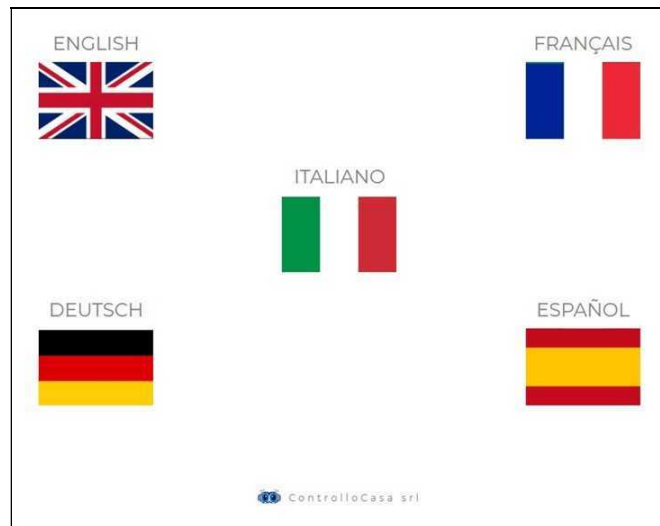 ENGLISH
FRANÇAIS
ITALIANO
DEUTSCH
ESPAÑOL
ControlloCasa srl